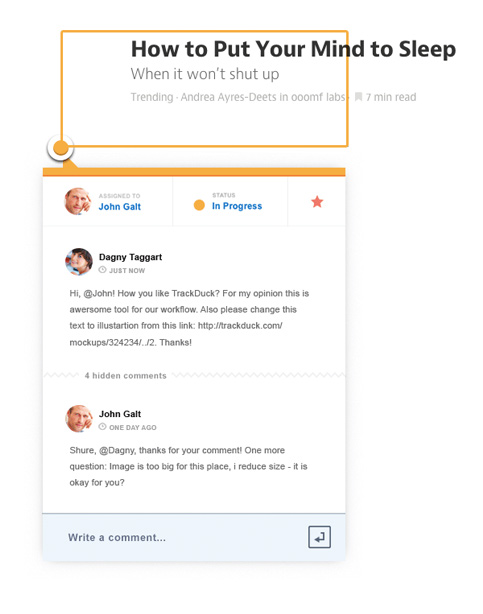 How to Put Your Mind to Sleep
When it won't shut up
Trending · Andrea Ayres-Deets in ooomf labs · 7 min read
ASSIGNED TO
John Galt
STATUS
In Progress
Dagny Taggart
JUST NOW
Hi, @John! How you like TrackDuck? For my opinion this is
awersome tool for our workflow. Also please change this
text to illustartion from this link: http://trackduck.com/
mockups/324234/../2. Thanks!
4 hidden comments
John Galt
ONE DAY AGO
Shure, @Dagny, thanks for your comment! One more
question: Image is too big for this place, i reduce size - it is
okay for you?
Write a comment...